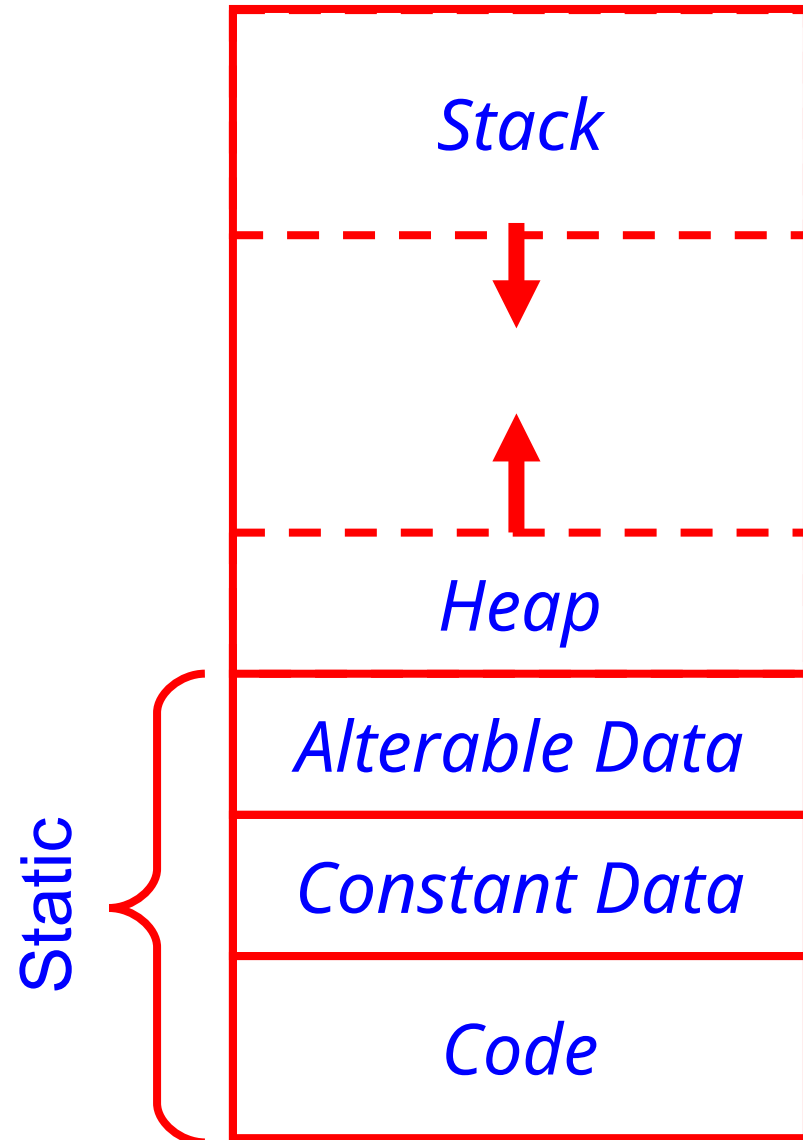 Stack
Heap
Alterable Data
Constant Data
Code
Static